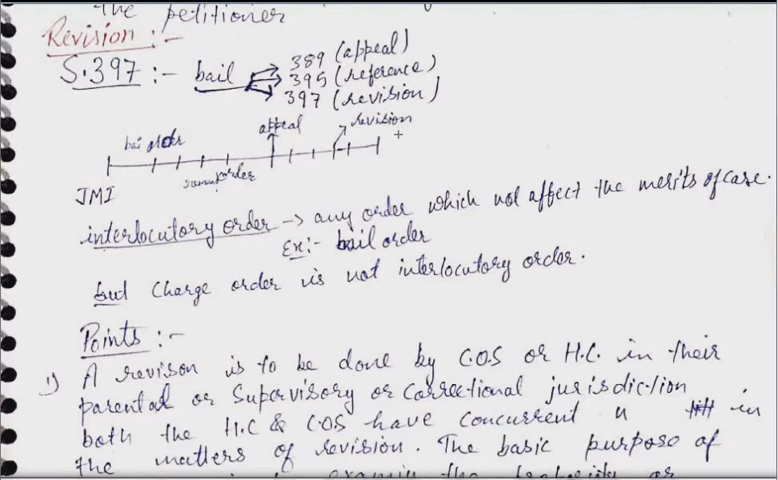 The petitioner
Revision :-
S.397 :- bail
389 (appeal)
395 (reference)
397 (revision)
appeal
revision
order
order
JMI
interlocutory order → any order which not affect the merits of case.
Ex:- bail order
but charge order is not interlocutory order.
Points :-
1) A revison is to be done by C.O.S or H.C. in their
parental or Supervisory or correctional jurisdiction
both the H.C & COS have concurrent " in
the matters of revision. The basic purpose of
examin the